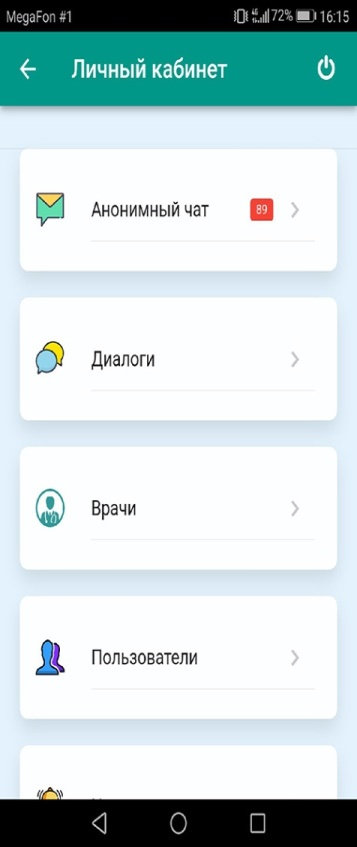 MegaFon #1 72% 16:15
Личный кабинет
Анонимный чат 89
Диалоги
Врачи
Пользователи